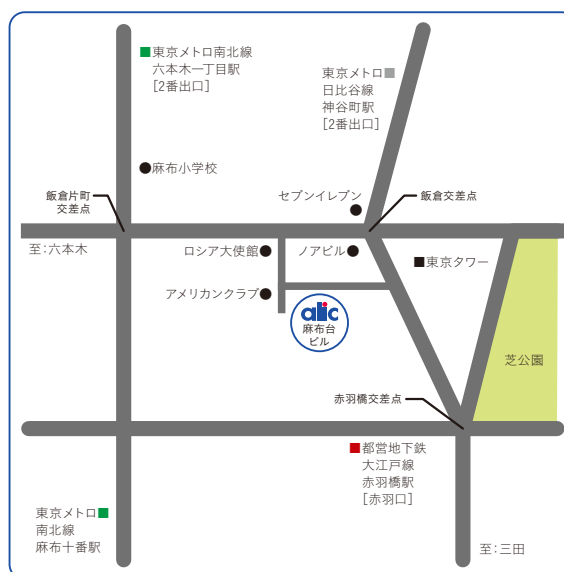 東京メトロ南北線
六本木一丁目駅
[2番出口]
東京メトロ
日比谷線
神谷町駅
[2番出口]
麻布小学校
セブンイレブン
飯倉片町
交差点
飯倉交差点
至:六本木
ロシア大使館
ノアビル
東京タワー
アメリカンクラブ
alic
麻布台
ビル
芝公園
赤羽橋交差点
都営地下鉄
大江戸線
赤羽橋駅
[赤羽口]
東京メトロ
南北線
麻布十番駅
至:三田